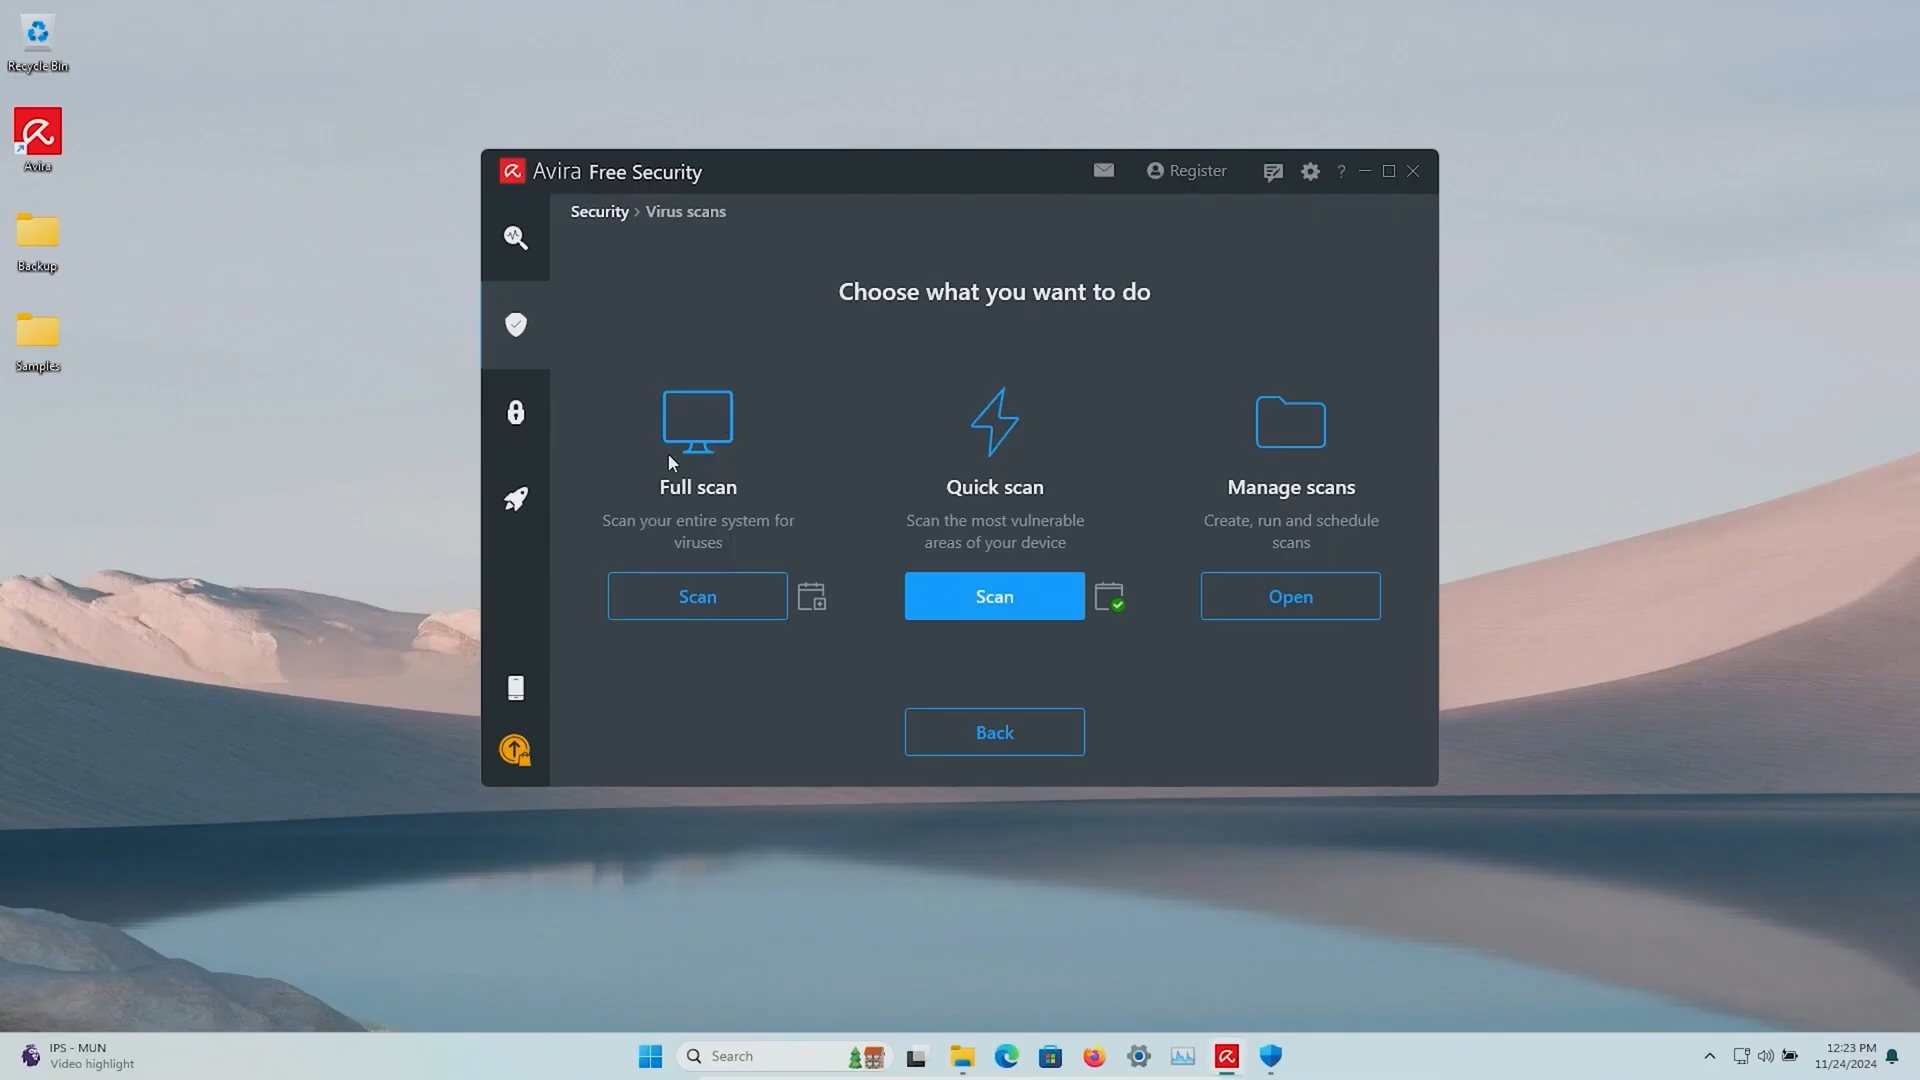 Recycle Bin
Avira
Backup
Samples
Avira Free Security
Register
?
Security > Virus scans
Choose what you want to do
Full scan
Scan your entire system for
viruses
Scan
Quick scan
Scan the most vulnerable
areas of your device
Scan
Manage scans
Create, run and schedule
scans
Open
Back
IPS - MUN
Video highlight
Search
12:23 PM
11/24/2024